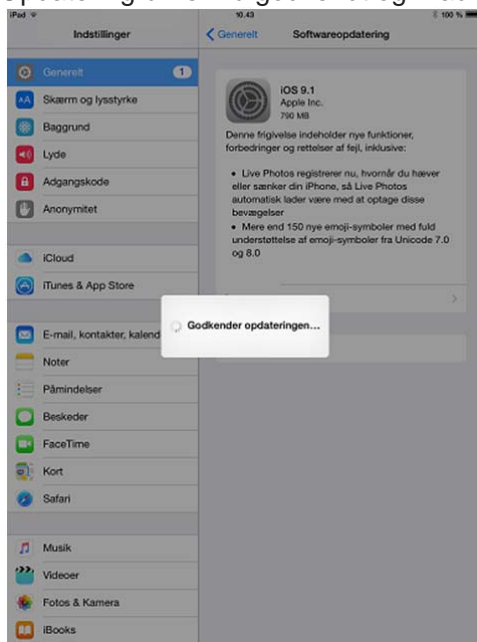 iPad 10.43 100 %
Indstillinger
Generelt Softwareopdatering
Generelt 1
Skærm og lysstyrke
Baggrund
Lyde
Adgangskode
Anonymitet
iCloud
iTunes & App Store
E-mail, kontakter, kalend
Noter
Påmindelser
Beskeder
FaceTime
Kort
Safari
Musik
Videoer
Fotos & Kamera
iBooks
iOS 9.1
Apple Inc.
790 MB
Denne frigivelse indeholder nye funktioner,
forbedringer og rettelser af fejl, inklusive:
• Live Photos registrerer nu, hvornår du hæver
eller sænker din iPhone, så Live Photos
automatisk lader være med at optage disse
bevægelser
• Mere end 150 nye emoji-symboler med fuld
understøttelse af emoji-symboler fra Unicode 7.0
og 8.0
Godkender opdateringen...